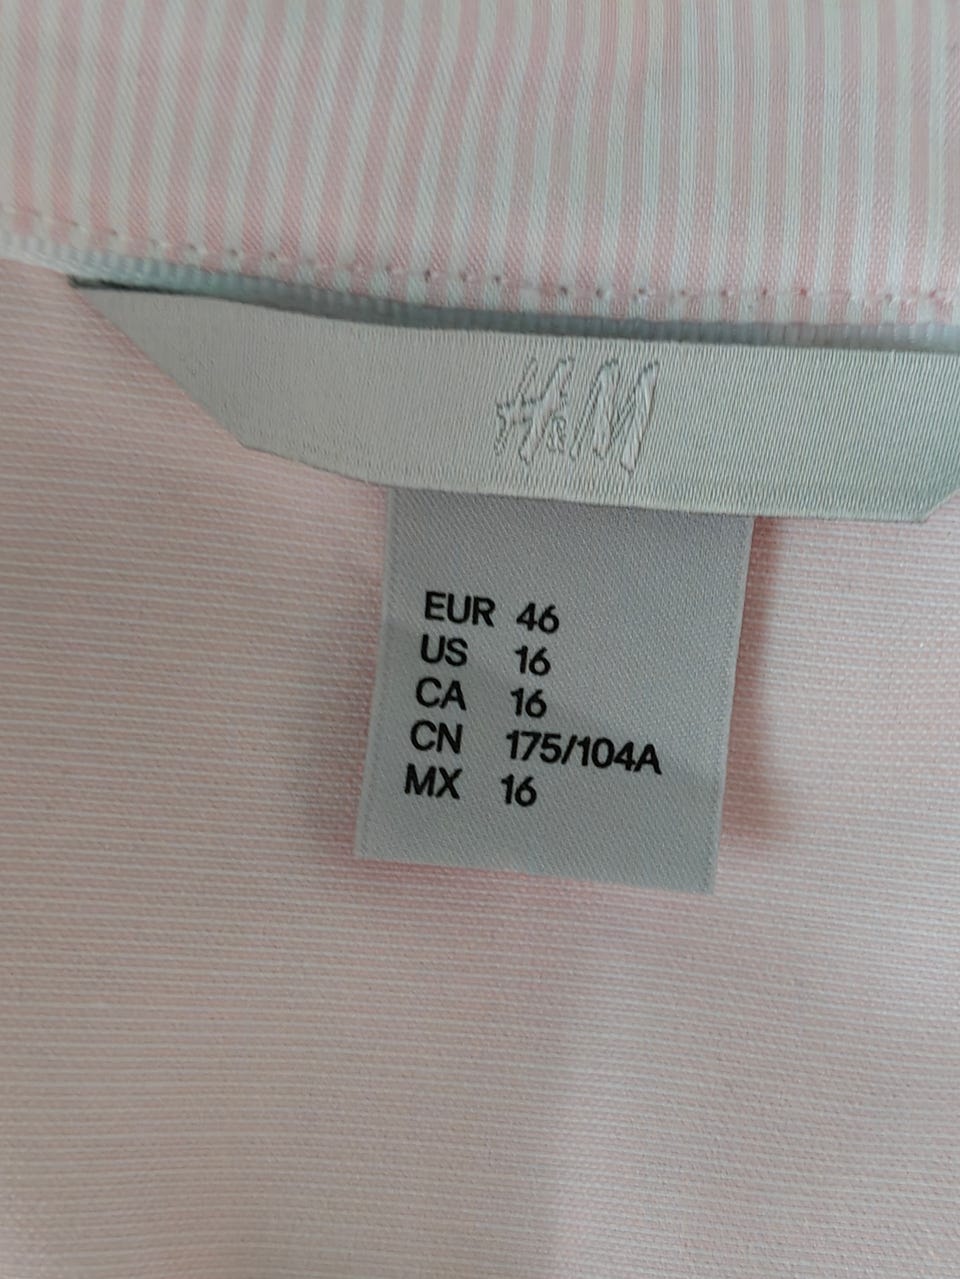 H&M
EUR 46
US 16
CA 16
CN 175/104A
MX 16